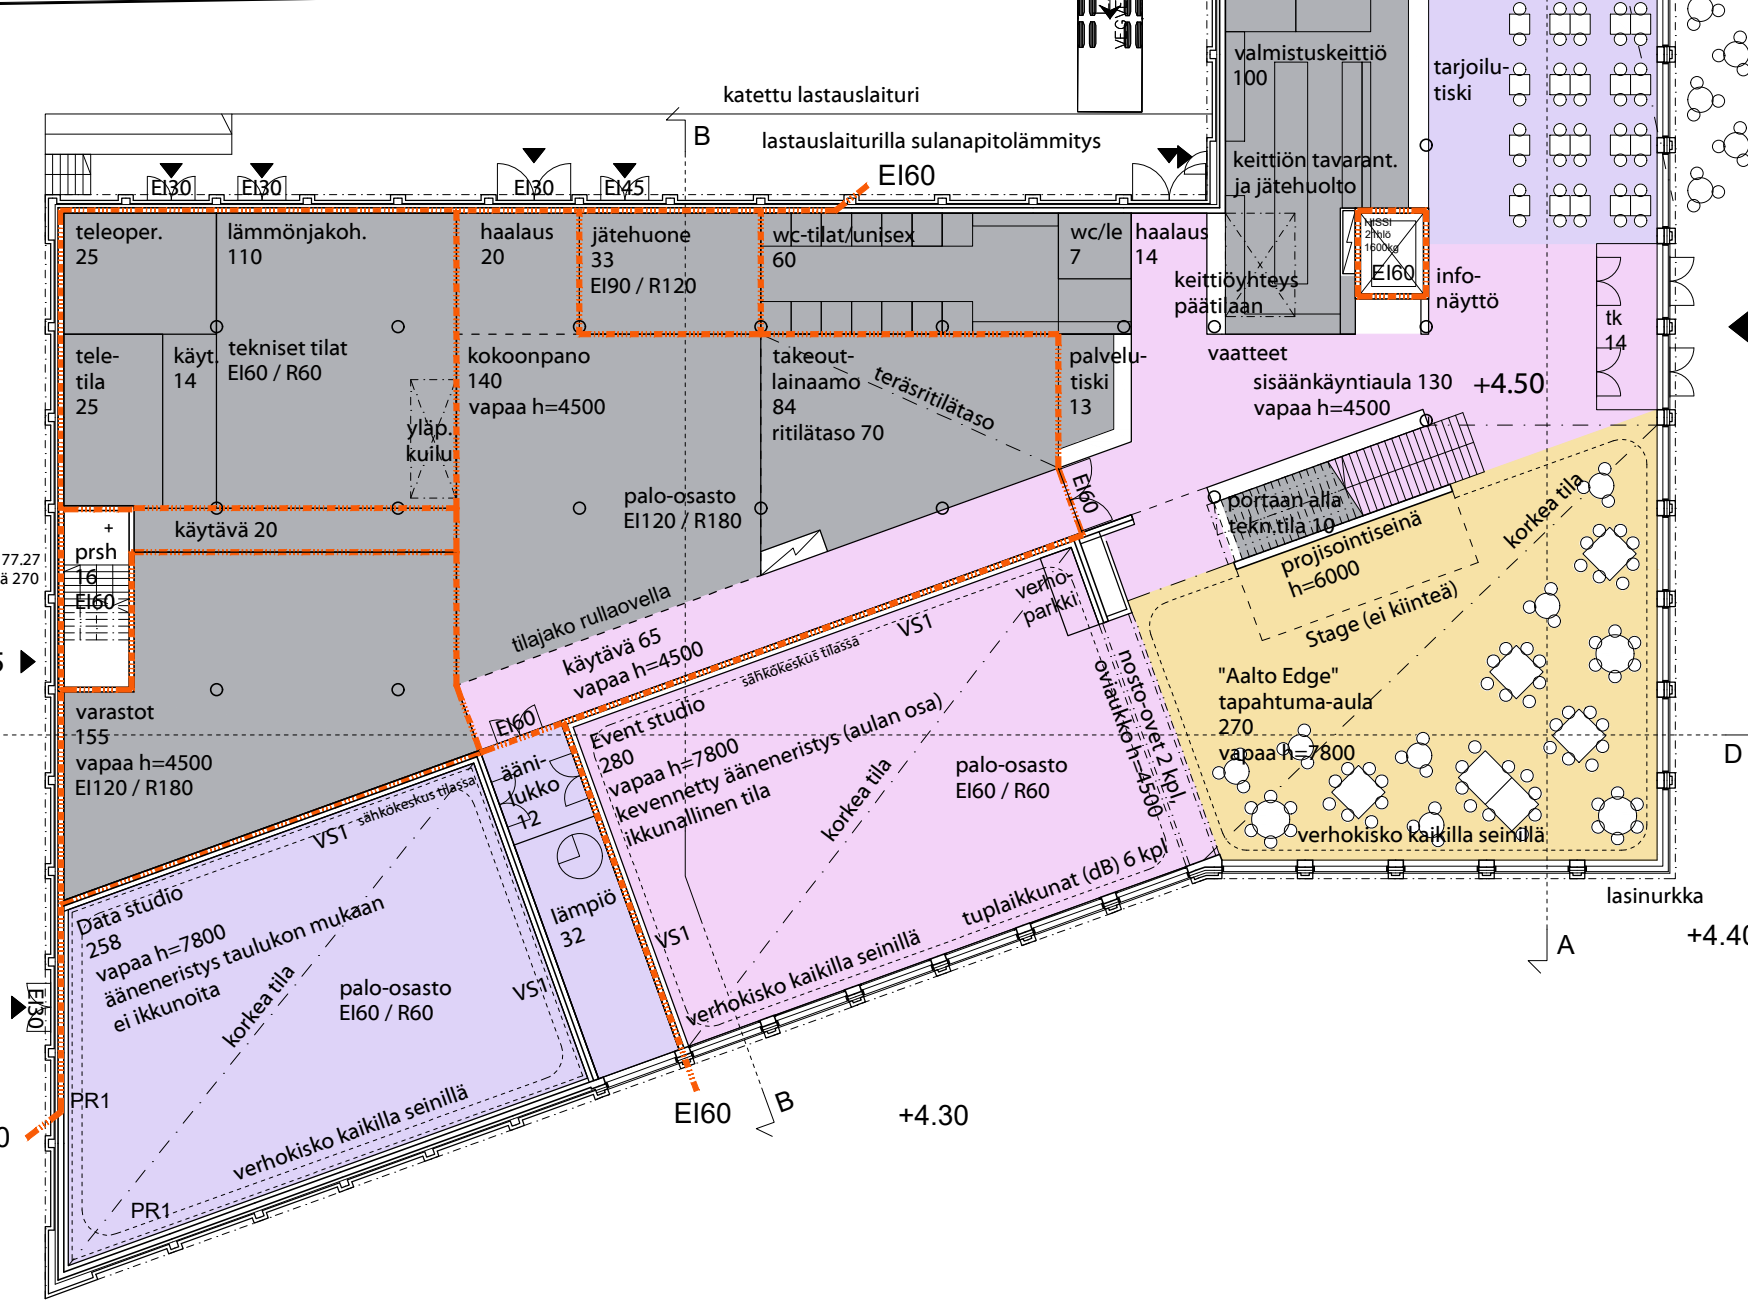 valmistuskeittiö
100
tarjoilu-
tiski
katettu lastauslaituri
B
lastauslaiturilla sulanapitolämmitys
keittiön tavarant.
ja jätehuolto
EI60
EI30
EI30
EI30
EI45
teleoper.
25
lämmönjakoh.
110
haalaus
20
jätehuone
33
EI90 / R120
wc-tilat/unisex
60
wc/le
7
haalaus
14
keittiöyhteys
päätilaan
HISSI
21hlö
1600kg
EI60
info-
näyttö
tk
14
tele-
tila
25
käyt.
14
tekniset tilat
EI60 / R60
yläp.
kuilu
kokoonpano
140
vapaa h=4500
takeout-
lainaamo
84
ritilätaso 70
teräsritilätaso
palvelu-
tiski
13
vaatteet
sisäänkäyntiaula 130
vapaa h=4500
+4.50
palo-osasto
EI120 / R180
EI60
portaan alla
tekn.tila 10
projisointiseinä
h=6000
korkea tila
Stage (ei kiinteä)
käytävä 20
77.27
ä 270
prsh
16
EI60
tilajako rullaovella
käytävä 65
vapaa h=4500
sähkökeskus tilassa
VS1
verho-
parkki
nosto-ovet 2 kpl,
oviaukko h=4500
"Aalto Edge"
tapahtuma-aula
270
vapaa h=7800
verhokisko kaikilla seinillä
D
5
varastot
155
vapaa h=4500
EI120 / R180
EI60
ääni-
lukko
12
Event studio
280
vapaa h=7800
kevennetty ääneneristys (aulan osa)
ikkunallinen tila
korkea tila
palo-osasto
EI60 / R60
sähkökeskus tilassa
VS1
lämpiö
32
VS1
tuplaikkunat (dB) 6 kpl
verhokisko kaikilla seinillä
lasinurkka
A
+4.40
Data studio
258
vapaa h=7800
ääneneristys taulukon mukaan
ei ikkunoita
korkea tila
palo-osasto
EI60 / R60
VS1
EI30
PR1
0
verhokisko kaikilla seinillä
PR1
EI60
B
+4.30